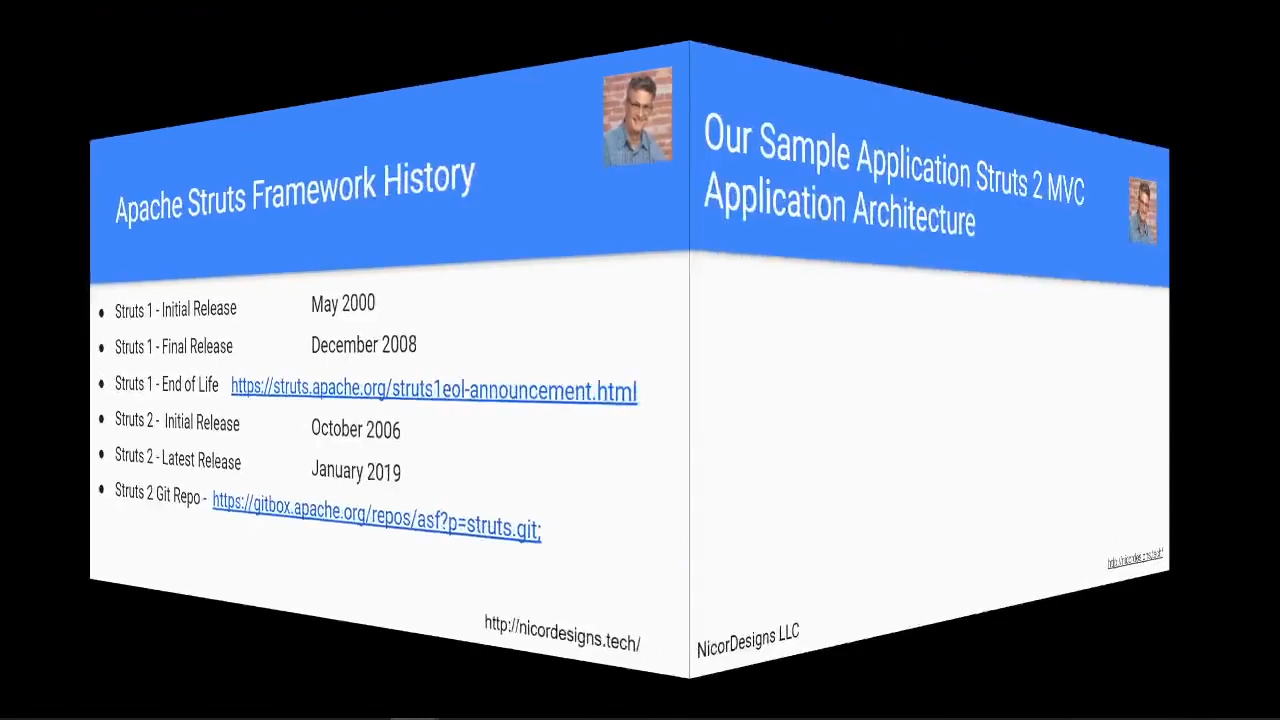 Apache Struts Framework History
• Struts 1 - Initial Release May 2000
• Struts 1 - Final Release December 2008
• Struts 1 - End of Life https://struts.apache.org/struts1eol-announcement.html
• Struts 2 - Initial Release October 2006
• Struts 2 - Latest Release January 2019
• Struts 2 Git Repo - https://gitbox.apache.org/repos/asf?p=struts.git;
http://nicordesigns.tech/
Our Sample Application Struts 2 MVC
Application Architecture
http://nicordesigns.tech/
NicorDesigns LLC